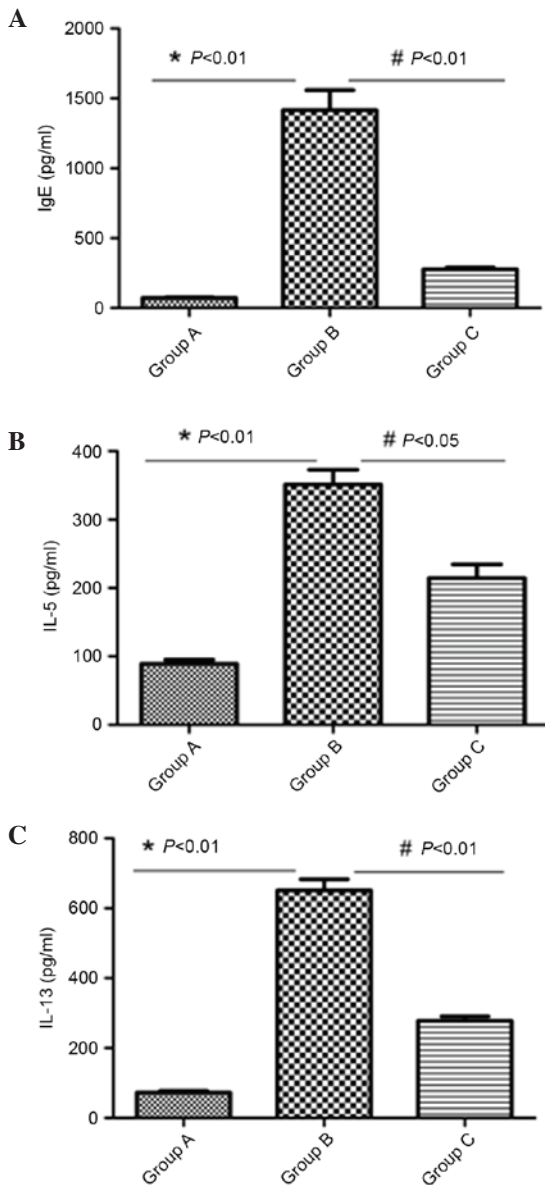 A
2000
* P<0.01
# P<0.01
1500
1000
500
0
IgE (pg/ml)
Group A
Group B
Group C
B
400
* P<0.01
# P<0.05
300
200
100
0
IL-5 (pg/ml)
Group A
Group B
Group C
C
800
* P<0.01
# P<0.01
600
400
200
0
IL-13 (pg/ml)
Group A
Group B
Group C